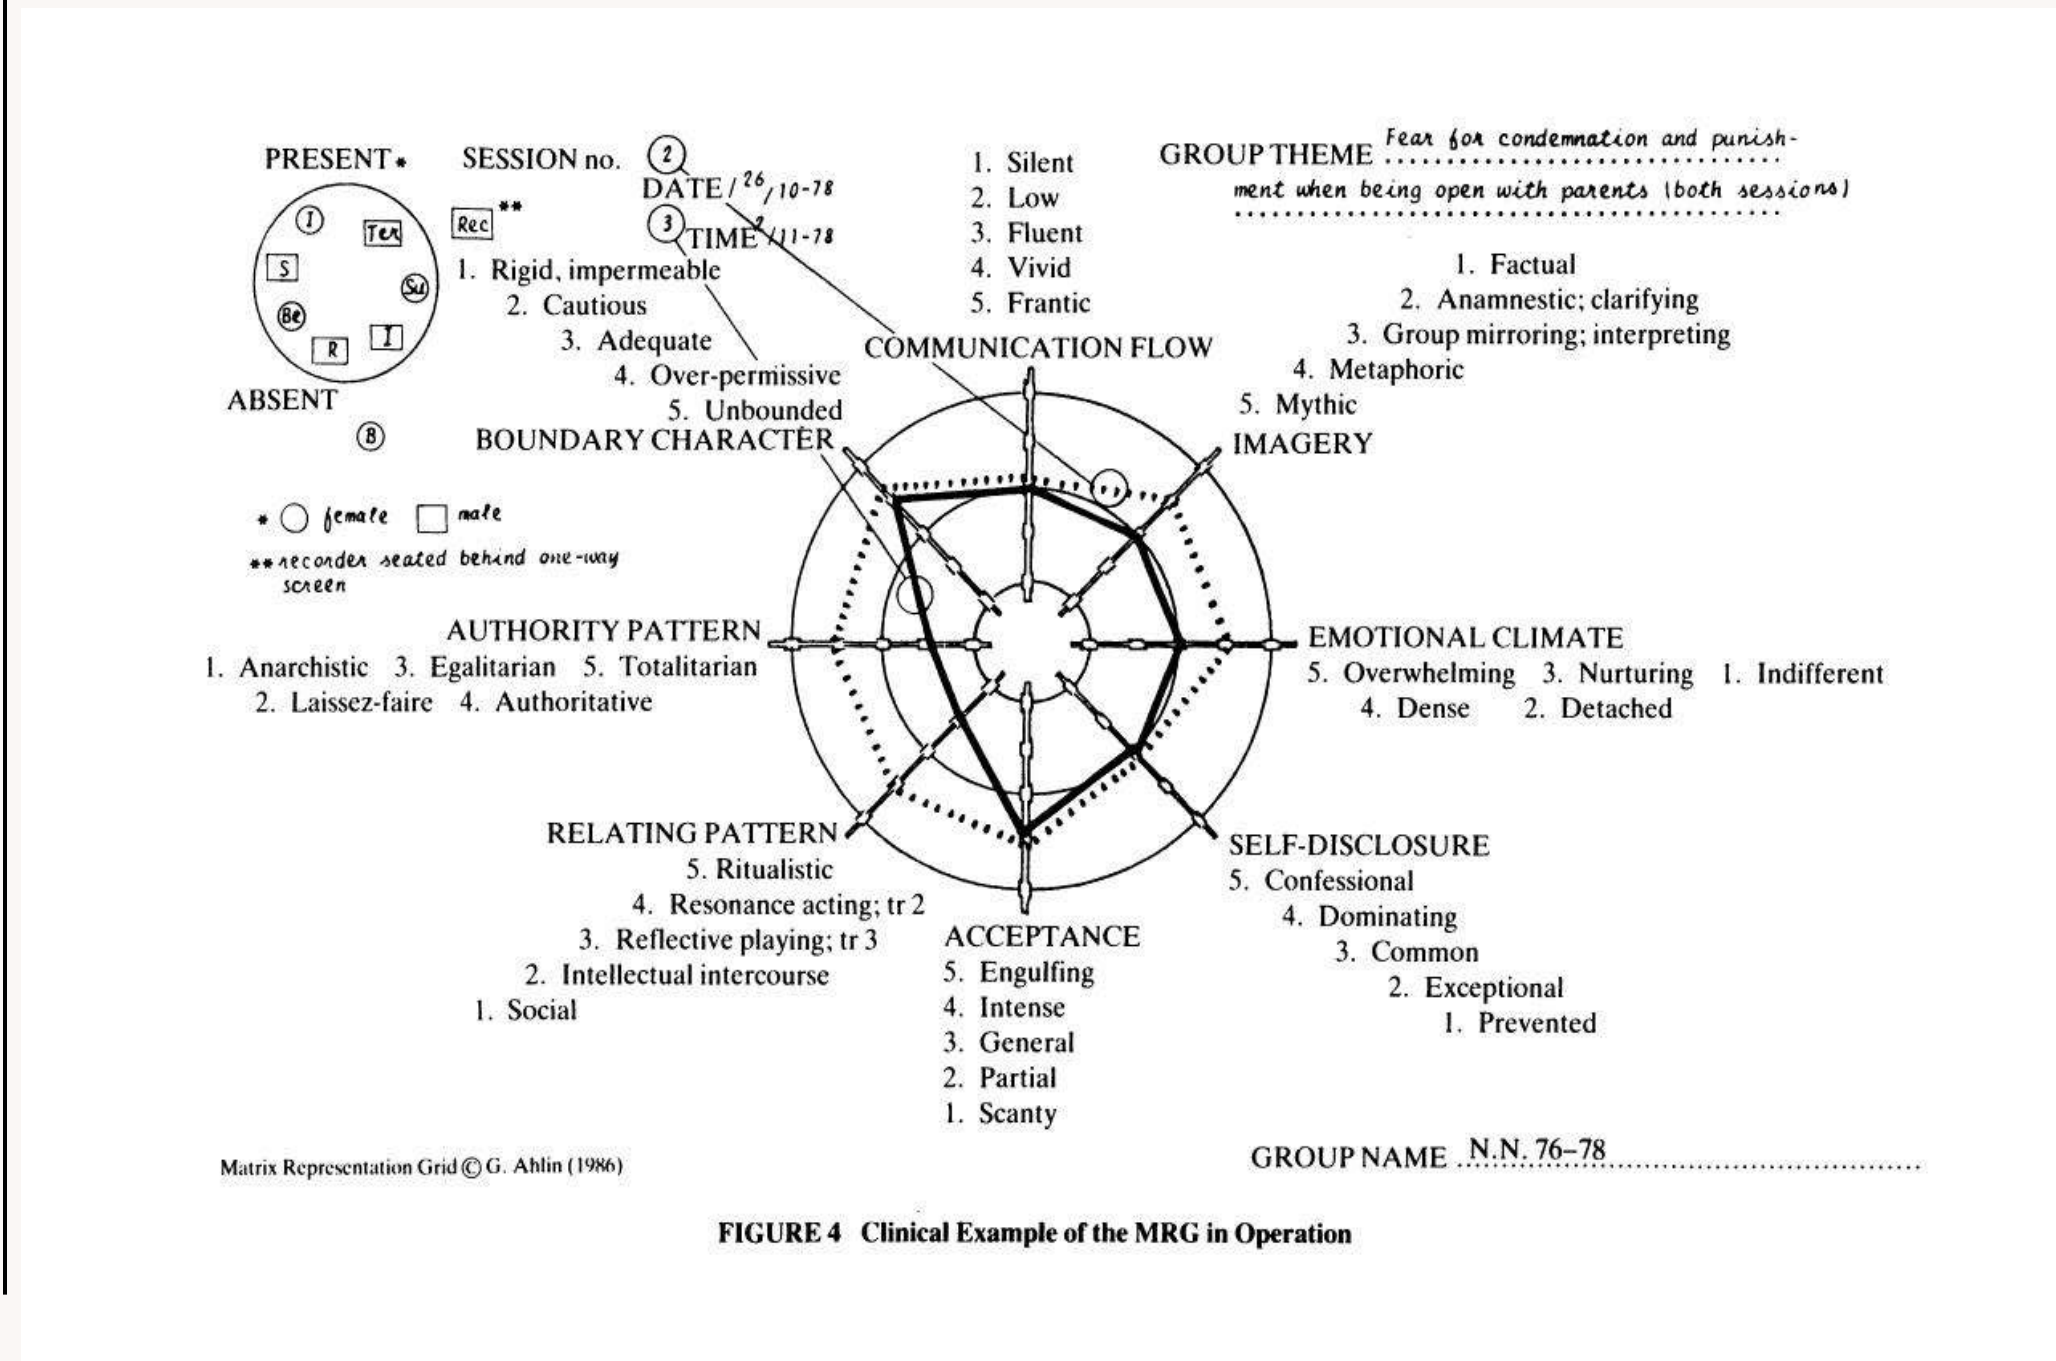 PRESENT*
I
Ter
S
Su
Be
I
R
ABSENT
B
* female male
** recorder seated behind one-way
screen
SESSION no. 2
DATE / 26/10-78
3 TIME 2/11-78
Rec **
1. Rigid, impermeable
2. Cautious
3. Adequate
4. Over-permissive
5. Unbounded
BOUNDARY CHARACTER
1. Silent
2. Low
3. Fluent
4. Vivid
5. Frantic
COMMUNICATION FLOW
GROUP THEME Fear for condemnation and punish-
ment when being open with parents (both sessions)
1. Factual
2. Anamnestic; clarifying
3. Group mirroring; interpreting
4. Metaphoric
5. Mythic
IMAGERY
AUTHORITY PATTERN
1. Anarchistic 3. Egalitarian 5. Totalitarian
2. Laissez-faire 4. Authoritative
EMOTIONAL CLIMATE
5. Overwhelming 3. Nurturing 1. Indifferent
4. Dense 2. Detached
RELATING PATTERN
5. Ritualistic
4. Resonance acting; tr 2
3. Reflective playing; tr 3
2. Intellectual intercourse
1. Social
ACCEPTANCE
5. Engulfing
4. Intense
3. General
2. Partial
1. Scanty
SELF-DISCLOSURE
5. Confessional
4. Dominating
3. Common
2. Exceptional
1. Prevented
Matrix Representation Grid © G. Ahlin (1986)
GROUP NAME N.N. 76–78
FIGURE 4 Clinical Example of the MRG in Operation